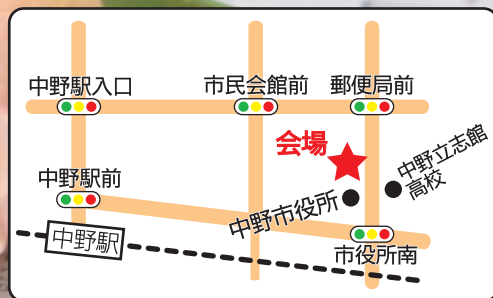 中野駅入口
市民会館前
郵便局前
会場
中野立志館
高校
中野駅前
中野市役所
中野駅
市役所南